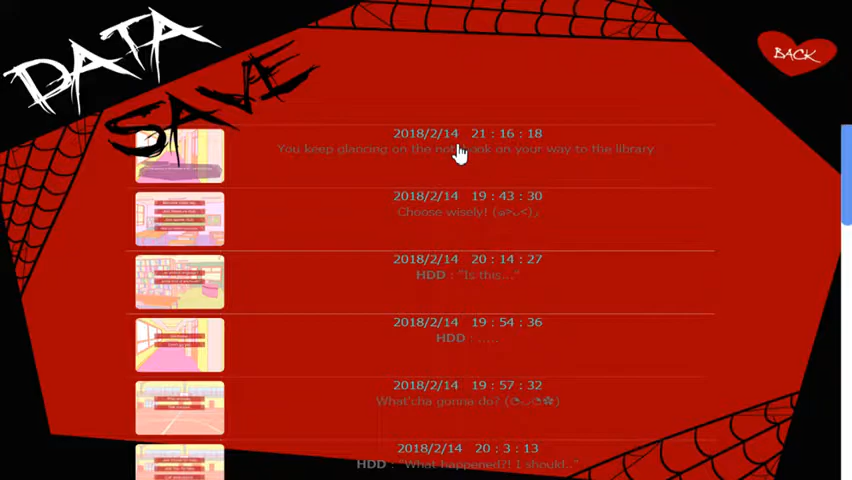 DATA
SAVE
BACK
2018/2/14 21 : 16 : 18
You keep glancing on the notebook on your way to the library
2018/2/14 19 : 43 : 30
Choose wisely! (๑>ᴗ<)
2018/2/14 20 : 14 : 27
HDD : "Is this..."
2018/2/14 19 : 54 : 36
HDD : .....
2018/2/14 19 : 57 : 32
What'cha gonna do? (◔ᴗ◔✿)
2018/2/14 20 : 3 : 13
HDD : "What happened?! I should.."